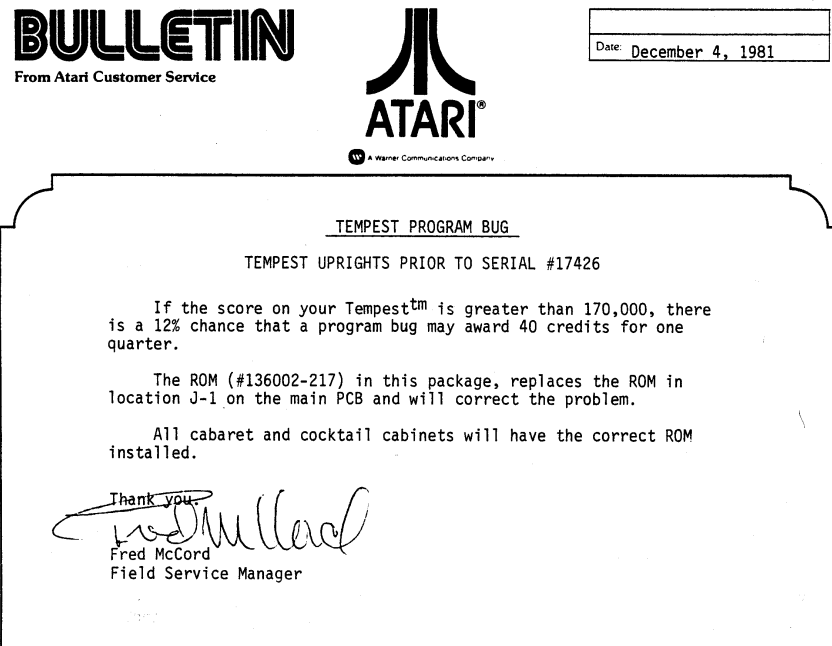 BULLETIN
From Atari Customer Service
ATARI®
W A Warner Communications Company
Date: December 4, 1981
TEMPEST PROGRAM BUG
TEMPEST UPRIGHTS PRIOR TO SERIAL #17426
If the score on your Tempest™ is greater than 170,000, there
is a 12% chance that a program bug may award 40 credits for one
quarter.
The ROM (#136002-217) in this package, replaces the ROM in
location J-1 on the main PCB and will correct the problem.
All cabaret and cocktail cabinets will have the correct ROM
installed.
Thank you.
Fred McCord
Fred McCord
Field Service Manager